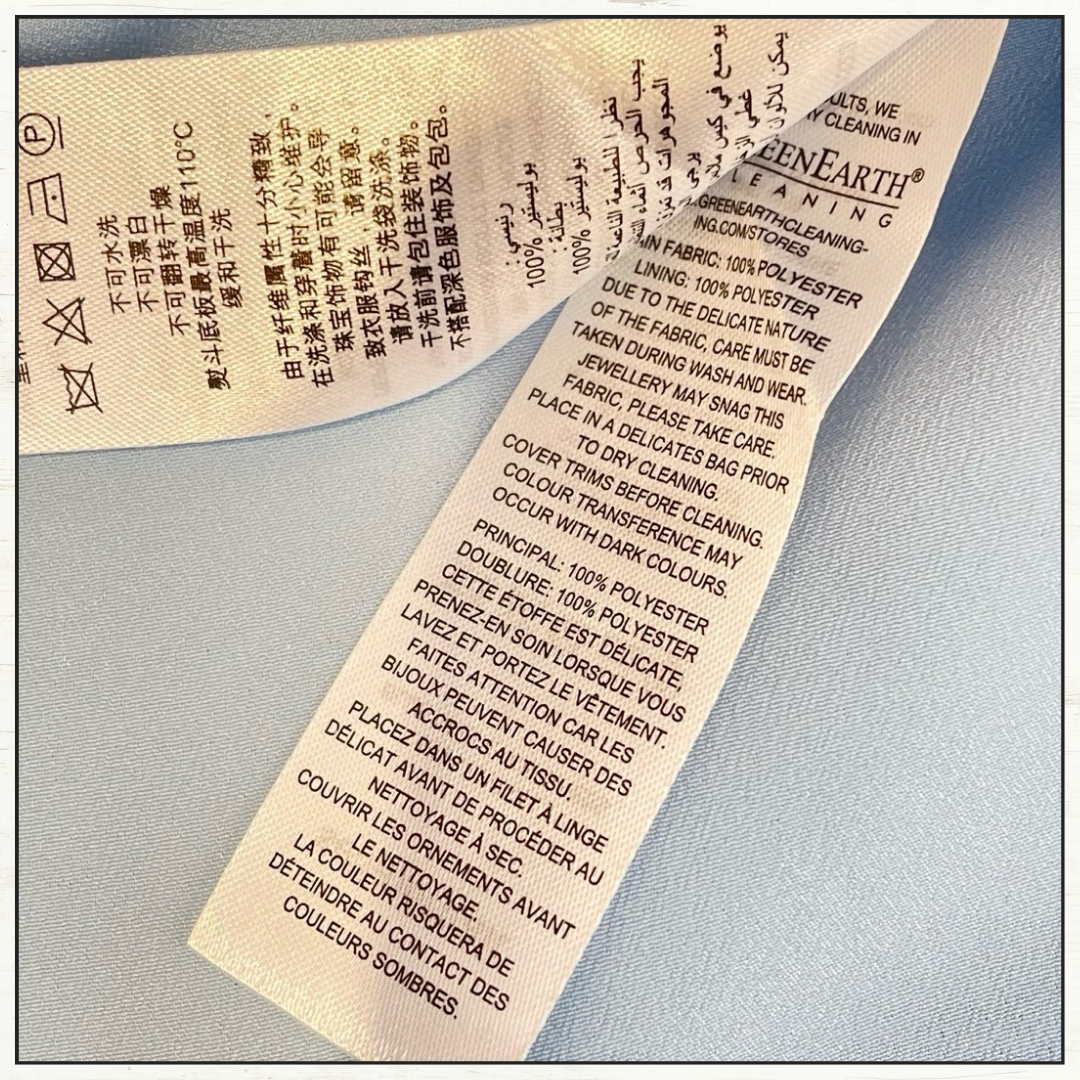 P
不可水洗
不可漂白
不可翻转干燥
熨斗底板最高温度110°C
缓和干洗
由于纤维属性十分精致，
在洗涤和穿着时小心维护。
珠宝饰物有可能会导
致衣服钩丝，请留意。
请放入干洗袋洗涤。
干洗前请包住装饰物。
不搭配深色服饰及包包。
رئيسي:
100% بوليستير
بطانة:
100% بوليستير
WE
CLEANING IN
EENEARTH®
LEANING
.GREENEARTHCLEANING-
ING.COM/STORES
IN FABRIC: 100% POLYESTER
LINING: 100% POLYESTER
DUE TO THE DELICATE NATURE
OF THE FABRIC, CARE MUST BE
TAKEN DURING WASH AND WEAR.
JEWELLERY MAY SNAG THIS
FABRIC, PLEASE TAKE CARE.
PLACE IN A DELICATES BAG PRIOR
TO DRY CLEANING.
COVER TRIMS BEFORE CLEANING.
COLOUR TRANSFERENCE MAY
OCCUR WITH DARK COLOURS.
PRINCIPAL: 100% POLYESTER
DOUBLURE: 100% POLYESTER
CETTE ÉTOFFE EST DÉLICATE,
PRENEZ-EN SOIN LORSQUE VOUS
LAVEZ ET PORTEZ LE VÊTEMENT.
FAITES ATTENTION CAR LES
BIJOUX PEUVENT CAUSER DES
ACCROCS AU TISSU.
PLACEZ DANS UN FILET À LINGE
DÉLICAT AVANT DE PROCÉDER AU
NETTOYAGE À SEC.
COUVRIR LES ORNEMENTS AVANT
LE NETTOYAGE.
LA COULEUR RISQUERA DE
DÉTEINDRE AU CONTACT DES
COULEURS SOMBRES.